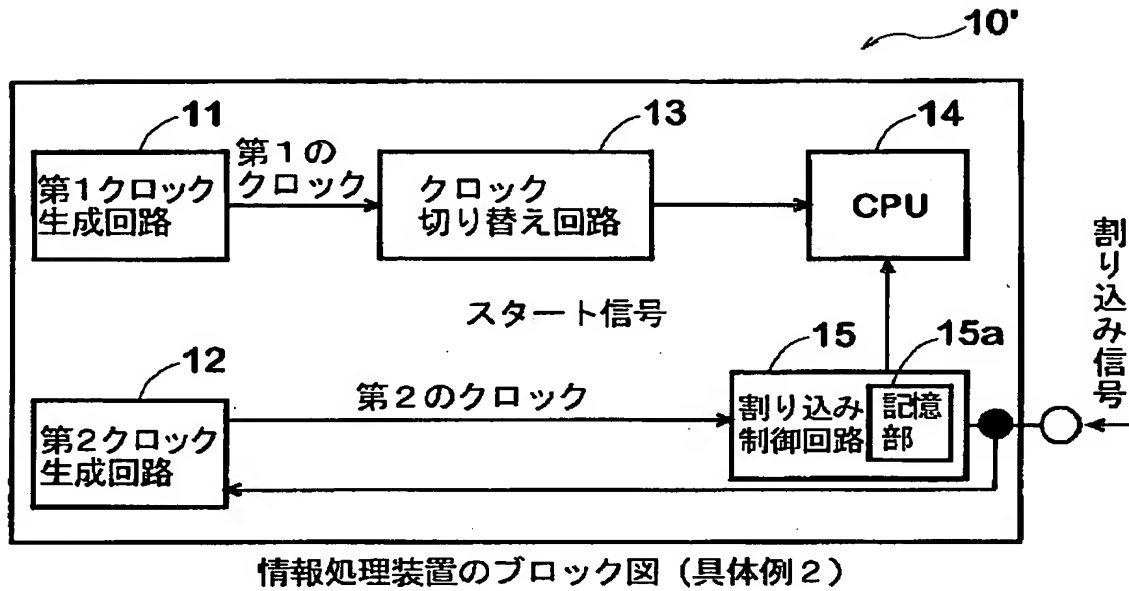 10'
11
第1クロック
生成回路
第1の
クロック
13
クロック
切り替え回路
14
CPU
割り込み信号
スタート信号
12
第2クロック
生成回路
第2のクロック
15
割り込み
制御回路
15a
記憶
部
情報処理装置のブロック図（具体例2）